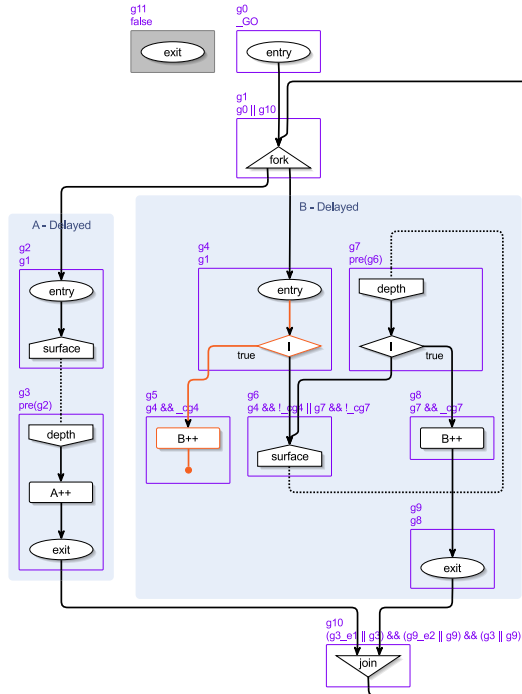 g11
false
exit
g0
_GO
entry
g1
g0 || g10
fork
A - Delayed
g2
g1
entry
surface
g3
pre(g2)
depth
A++
exit
B - Delayed
g4
g1
entry
I
true
g7
pre(g6)
depth
I
true
g5
g4 && _cg4
B++
g6
g4 && !_cg4 || g7 && !_cg7
surface
g8
g7 && _cg7
B++
g9
g8
exit
g10
(g3_e1 || g3) && (g9_e2 || g9) && (g3 || g9)
join